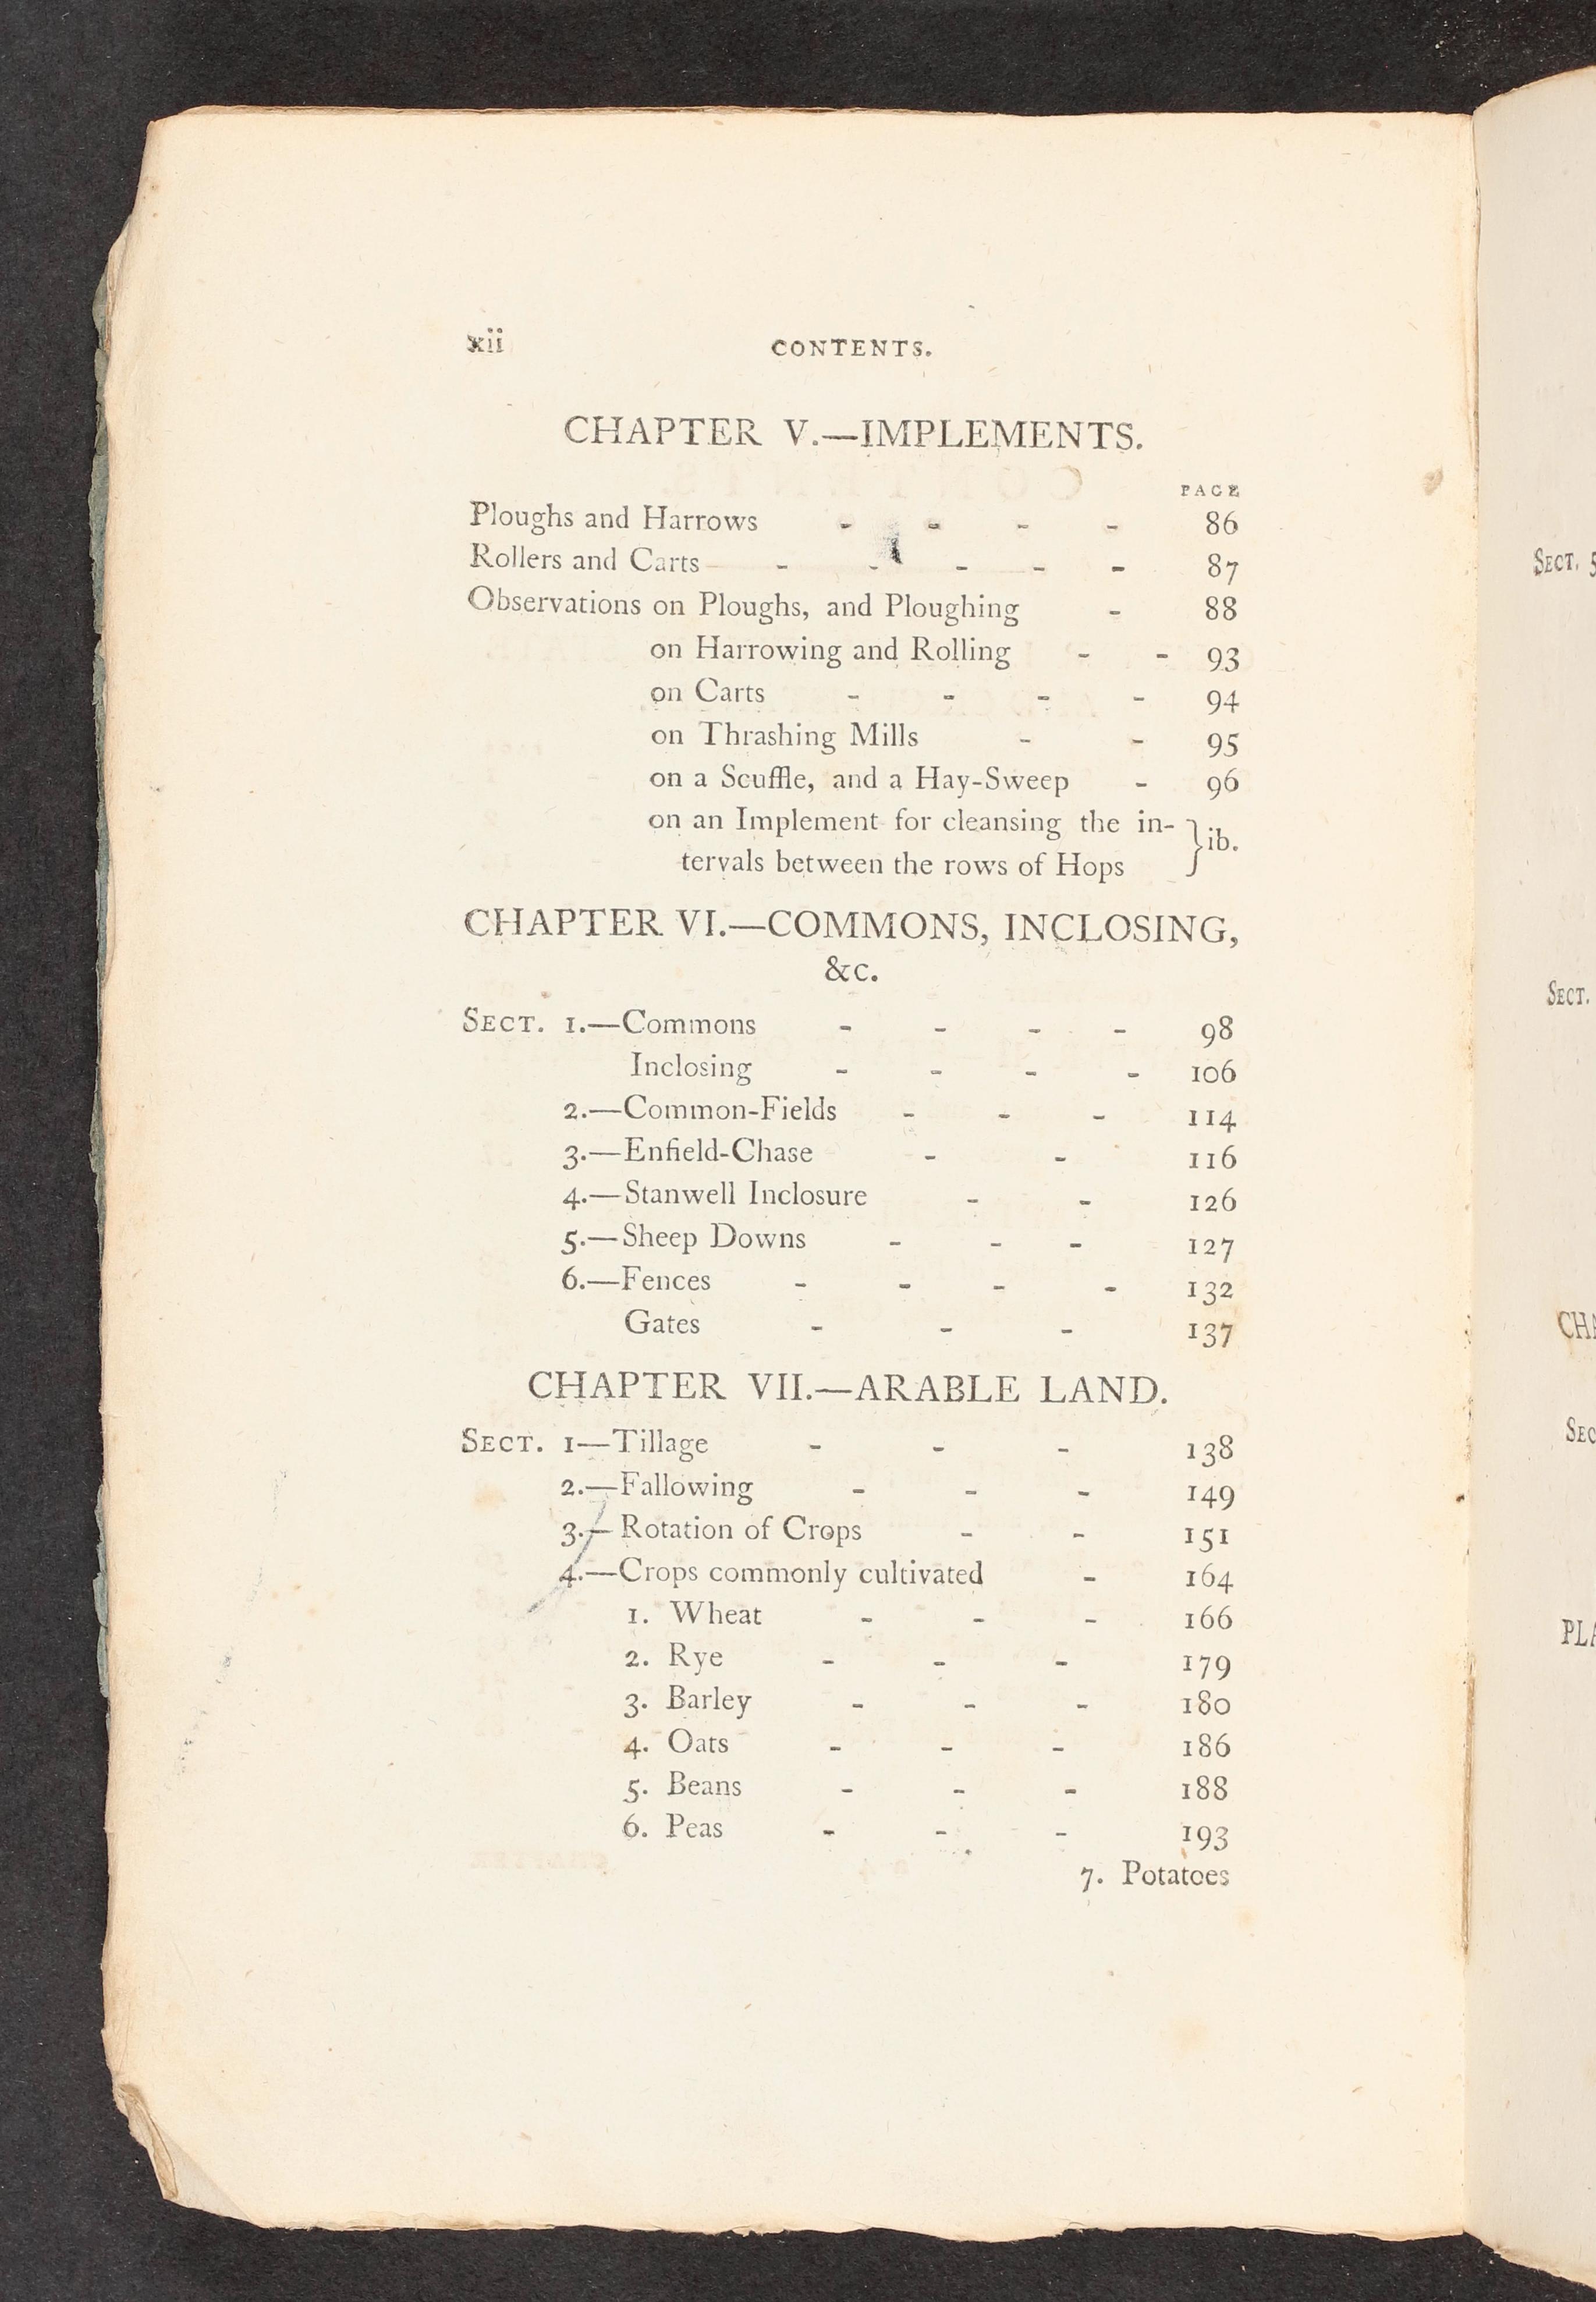 xii CONTENTS.
CHAPTER V.—IMPLEMENTS.
PAGE
Ploughs and Harrows - - - - 86
Rollers and Carts - - - - - 87
Observations on Ploughs, and Ploughing - 88
on Harrowing and Rolling - - 93
on Carts - - - - 94
on Thrashing Mills - - 95
on a Scuffle, and a Hay-Sweep - 96
on an Implement for cleansing the in-
tervals between the rows of Hops } ib.
CHAPTER VI.—COMMONS, INCLOSING,
&c.
SECT. 1.—Commons - - - - 98
Inclosing - - - - 106
2.—Common-Fields - - - 114
3.—Enfield-Chase - - 116
4.—Stanwell Inclosure - - 126
5.—Sheep Downs - - - 127
6.—Fences - - - - 132
Gates - - - 137
CHAPTER VII.—ARABLE LAND.
SECT. 1—Tillage - - - 138
2.—Fallowing - - - 149
3.—Rotation of Crops - - 151
4.—Crops commonly cultivated - 164
1. Wheat - - - 166
2. Rye - - - 179
3. Barley - - - 180
4. Oats - - - 186
5. Beans - - - 188
6. Peas - - - 193
7. Potatoes
SECT. 5
SECT.